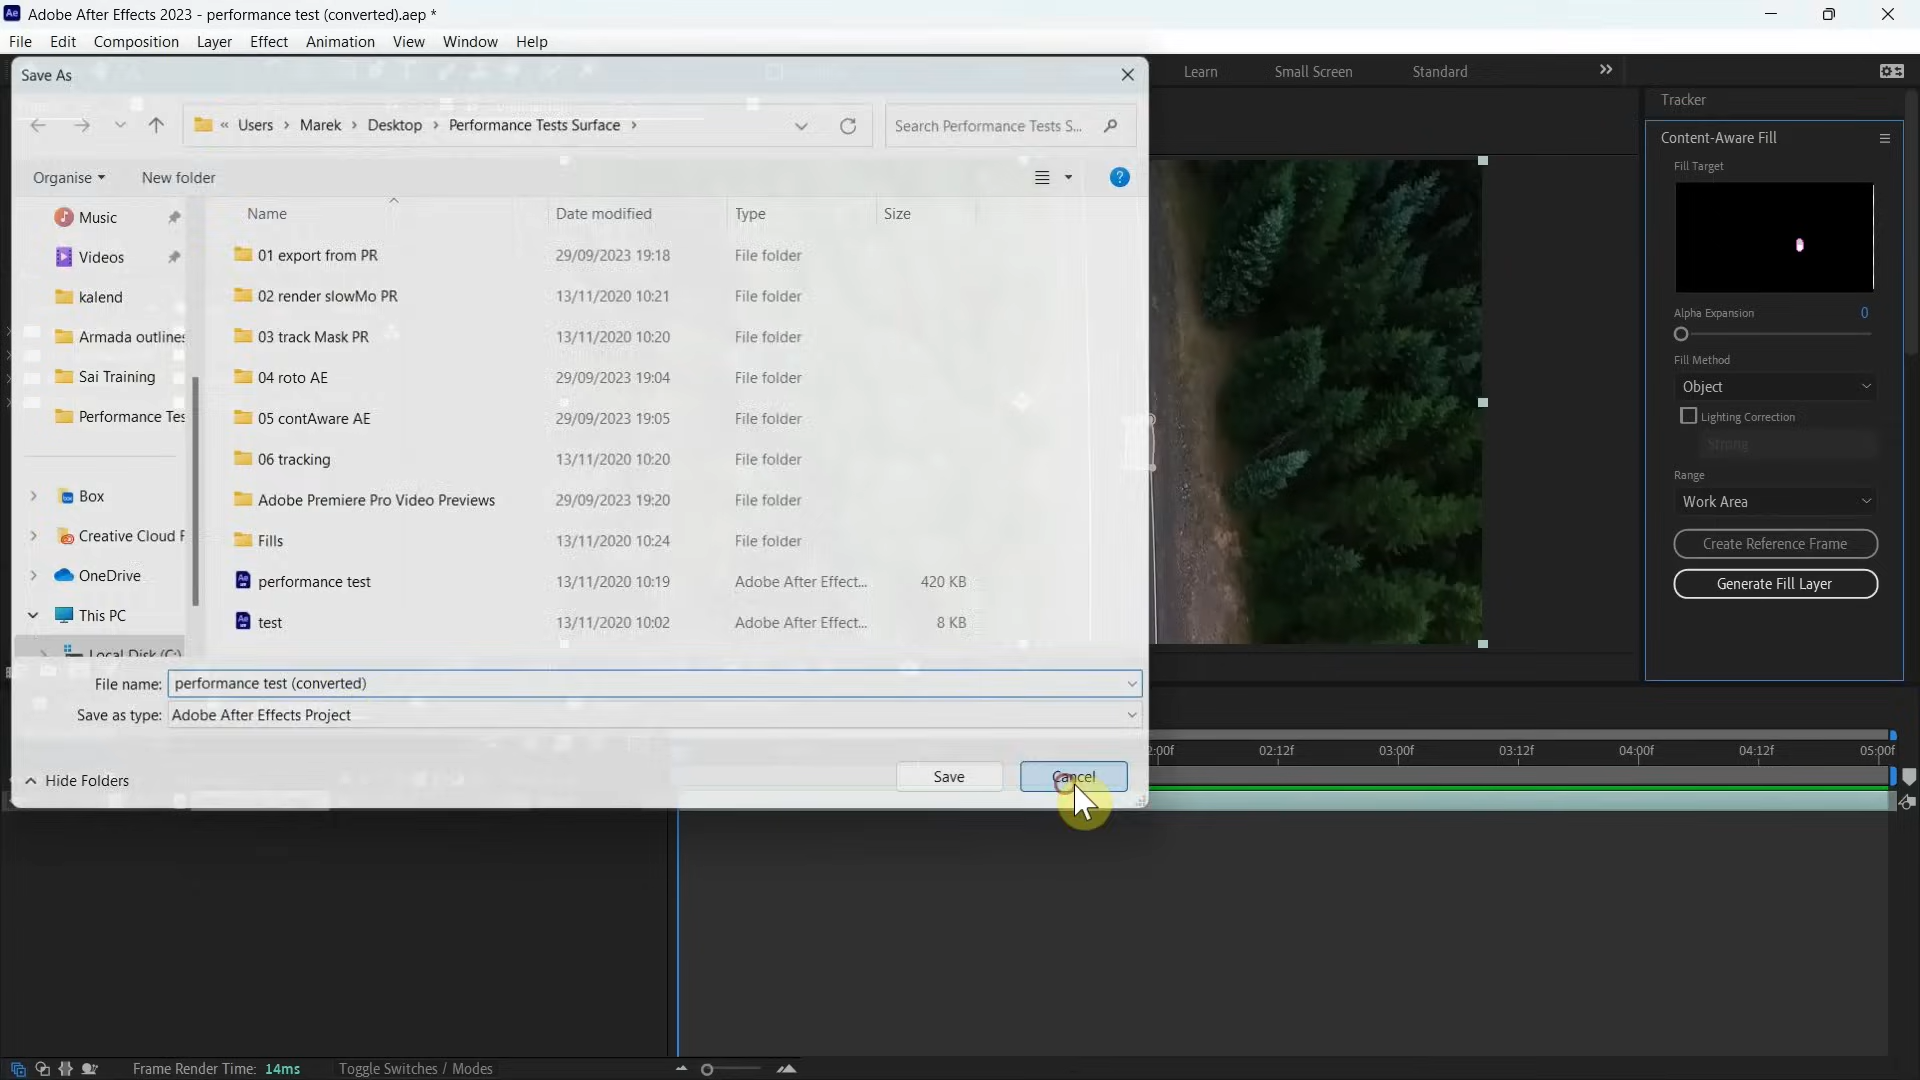 Adobe After Effects 2023 - performance test (converted).aep *
File Edit Composition Layer Effect Animation View Window Help
Save As
Learn Small Screen Standard
Tracker
Users Marek Desktop Performance Tests Surface
Search Performance Tests S...
Content-Aware Fill
Fill Target
Organise New folder
Name Date modified Type Size
Music
Videos
kalend
Armada outlines
Sai Training
Performance Tes
Box
Creative Cloud F
OneDrive
This PC
Local Disk (C:)
01 export from PR 29/09/2023 19:18 File folder
02 render slowMo PR 13/11/2020 10:21 File folder
03 track Mask PR 13/11/2020 10:20 File folder
04 roto AE 29/09/2023 19:04 File folder
05 contAware AE 29/09/2023 19:05 File folder
06 tracking 13/11/2020 10:20 File folder
Adobe Premiere Pro Video Previews 29/09/2023 19:20 File folder
Fills 13/11/2020 10:24 File folder
performance test 13/11/2020 10:19 Adobe After Effect... 420 KB
test 13/11/2020 10:02 Adobe After Effect... 8 KB
Alpha Expansion 0
Fill Method
Object
Lighting Correction
Strong
Range
Work Area
Create Reference Frame
Generate Fill Layer
File name: performance test (converted)
Save as type: Adobe After Effects Project
Hide Folders
Save Cancel
2:00f 02:12f 03:00f 03:12f 04:00f 04:12f 05:00f
Frame Render Time: 14ms Toggle Switches / Modes